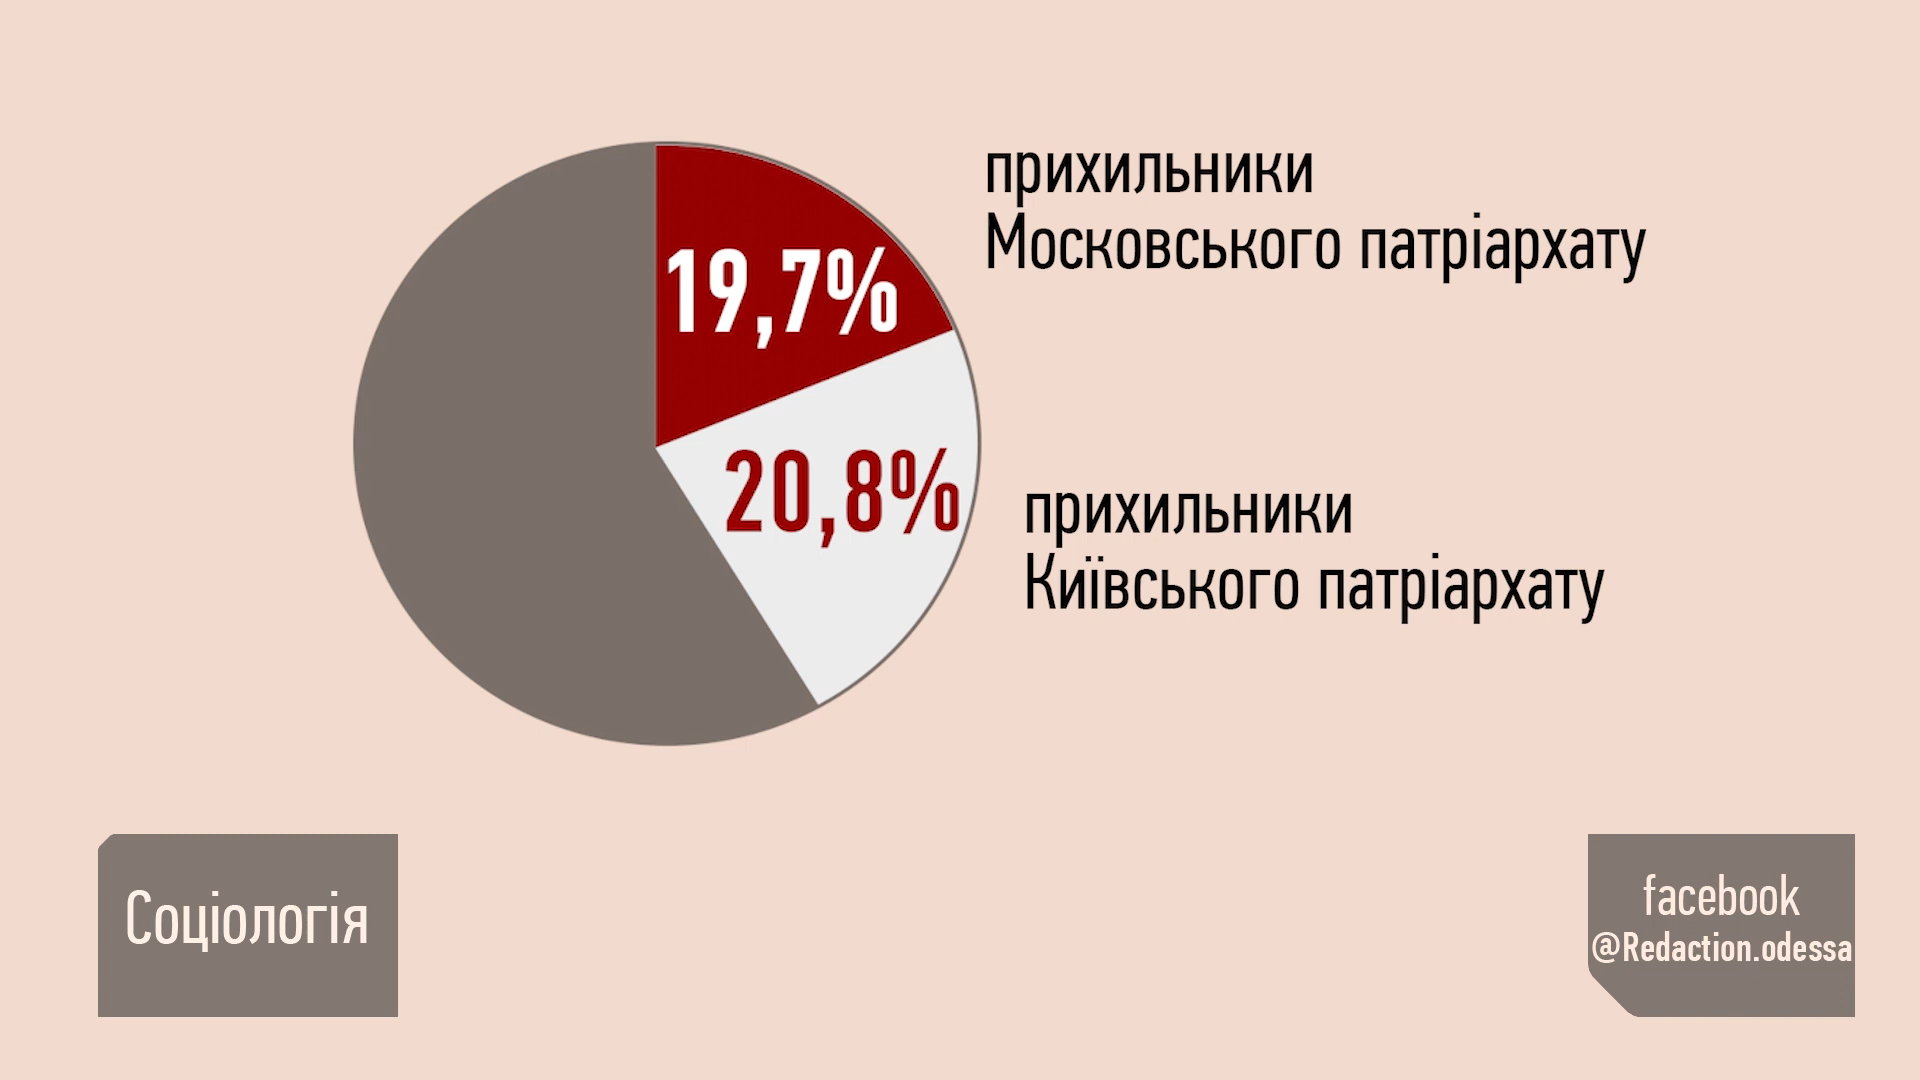 19,7%
прихильники
Московського патріархату
20,8%
прихильники
Київського патріархату
Соціологія
facebook
@Redaction.odessa